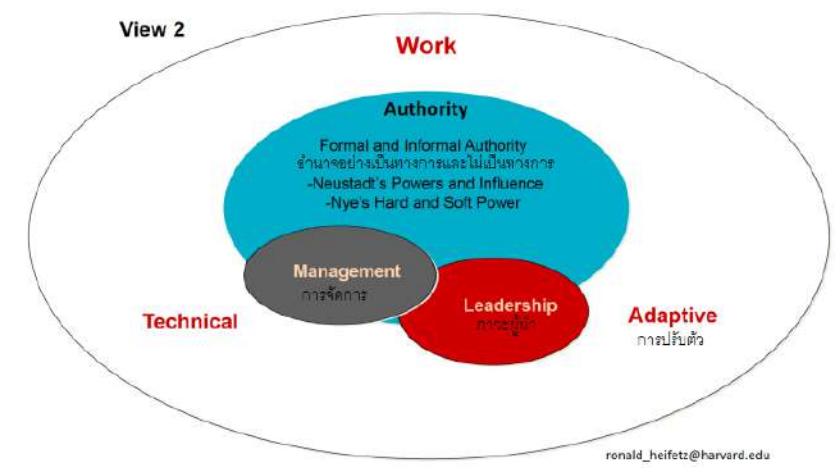 View 2
Work
Authority
Formal and Informal Authority
อำนาจอย่างเป็นทางการและไม่เป็นทางการ
-Neustadt's Powers and Influence
-Nye's Hard and Soft Power
Management
การจัดการ
Leadership
ภาวะผู้นำ
Technical
Adaptive
การปรับตัว
ronald_heifetz@harvard.edu